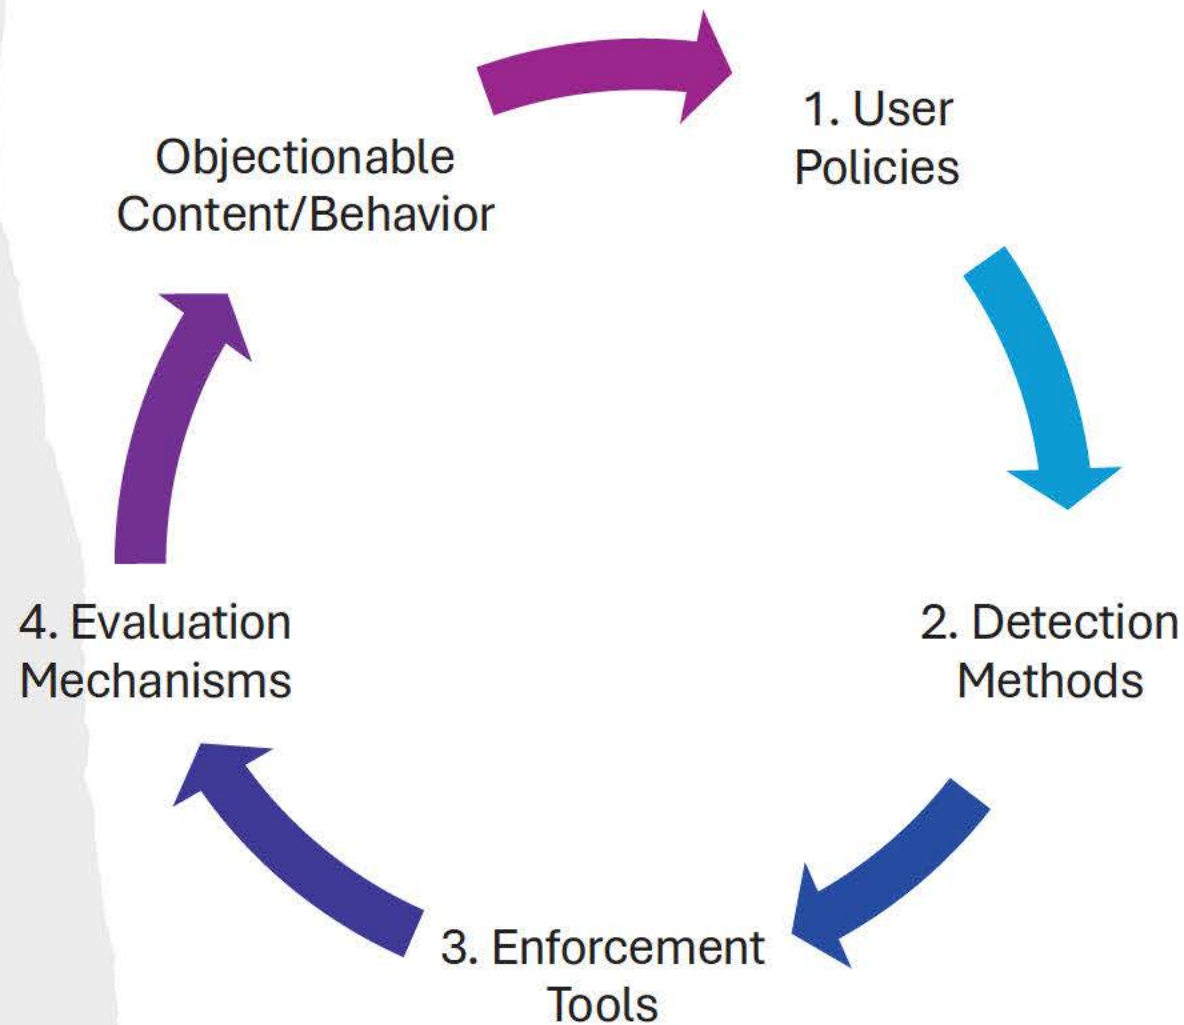 Objectionable
Content/Behavior
1. User
Policies
2. Detection
Methods
3. Enforcement
Tools
4. Evaluation
Mechanisms